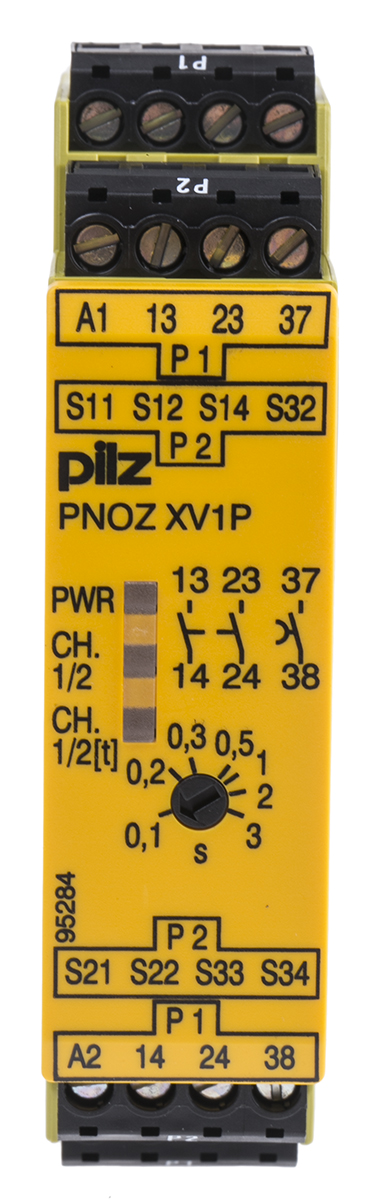 P1
P2
A1 13 23 37
P 1
S11 S12 S14 S32
P 2
pilz
PNOZ XV1P
13 23 37
PWR
CH.
1/2
14 24 38
CH.
1/2[t]
0,1 0,2 0,3 0,5 1 2 3
s
95284
P 2
S21 S22 S33 S34
P 1
A2 14 24 38
P2
P1